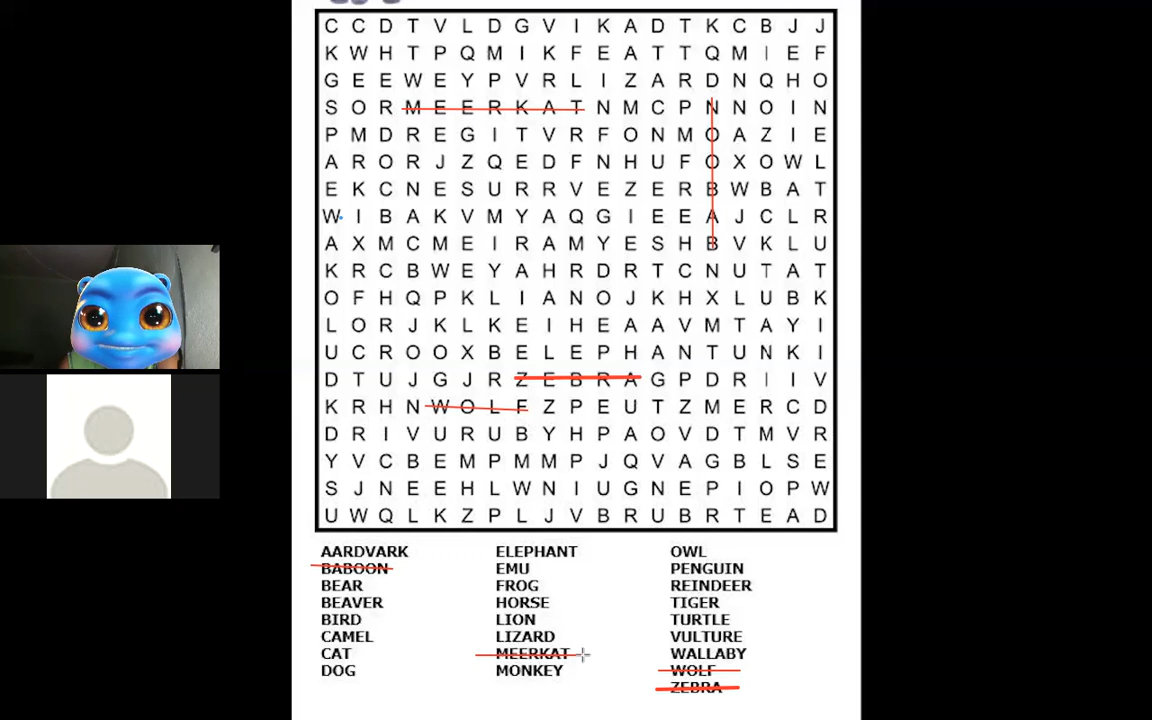 C C D T V L D G V I K A D T K C B J J
K W H T P Q M I K F E A T T Q M I E F
G E E W E Y P V R L I Z A R D N Q H O
S O R M E E R K A T N M C P N N O I N
P M D R E G I T V R F O N M O A Z I E
A R O R J Z Q E D F N H U F O X O W L
E K C N E S U R R V E Z E R B W B A T
W I B A K V M Y A Q G I E E A J C L R
A X M C M E I R A M Y E S H B V K L U
K R C B W E Y A H R D R T C N U T A T
O F H Q P K L I A N O J K H X L U B K
L O R J K L K E I H E A A V M T A Y I
U C R O O X B E L E P H A N T U N K I
D T U J G J R Z E B R A G P D R I I V
K R H N W O L F Z P E U T Z M E R C D
D R I V U R U B Y H P A O V D T M V R
Y V C B E M P M M P J Q V A G B L S E
S J N E E H L W N I U G N E P I O P W
U W Q L K Z P L J V B R U B R T E A D
AARDVARK
BABOON
BEAR
BEAVER
BIRD
CAMEL
CAT
DOG
ELEPHANT
EMU
FROG
HORSE
LION
LIZARD
MEERKAT
MONKEY
OWL
PENGUIN
REINDEER
TIGER
TURTLE
VULTURE
WALLABY
WOLF
ZEBRA